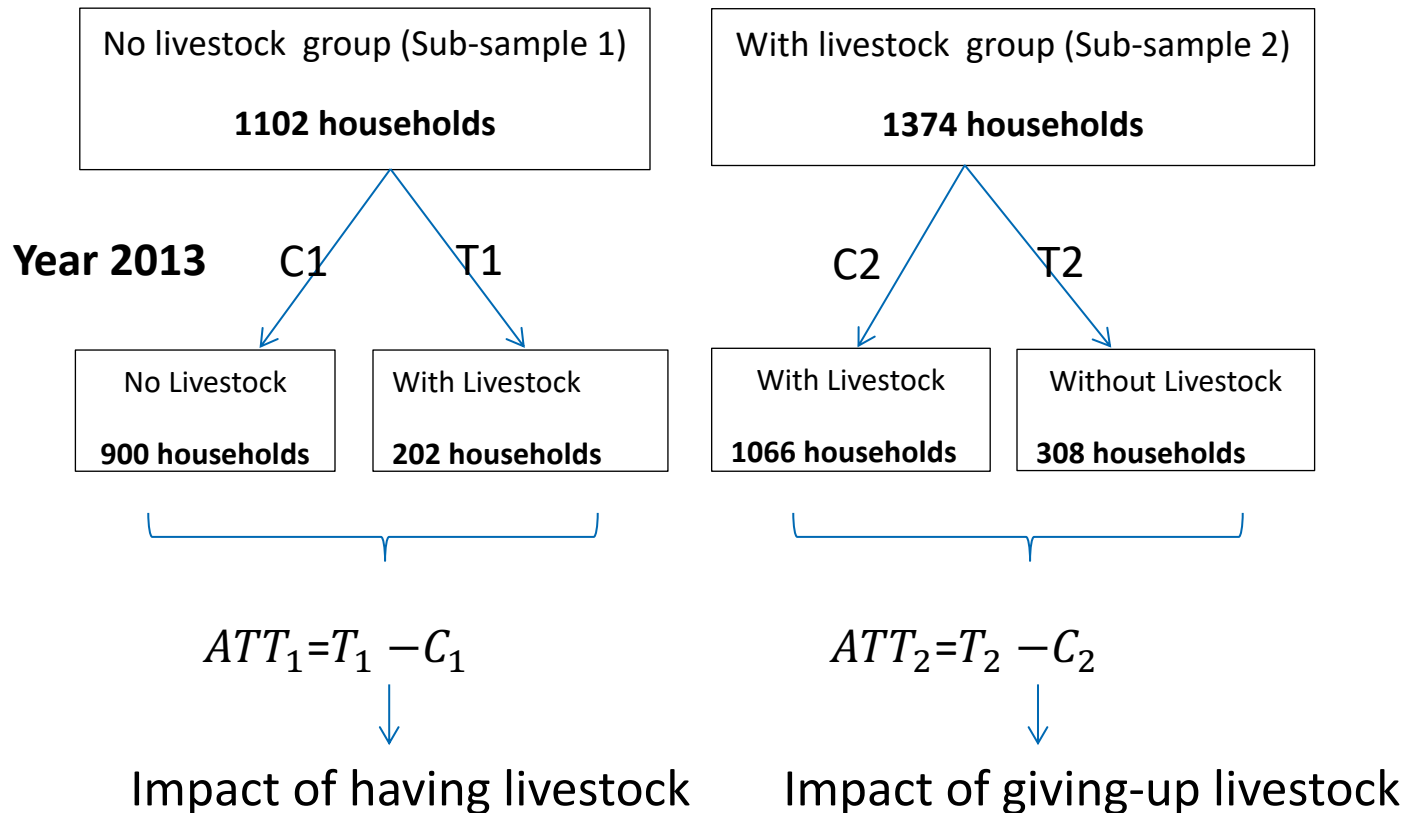 No livestock  group (Sub-sample 1)
1102 households
With livestock  group (Sub-sample 2)
1374 households
Year 2013
C1
T1
C2
T2
No Livestock
900 households
With Livestock
202 households
With Livestock
1066 households
Without Livestock
308 households
ATT₁=T₁ −C₁
ATT₂=T₂ −C₂
Impact of having livestock
Impact of giving-up livestock